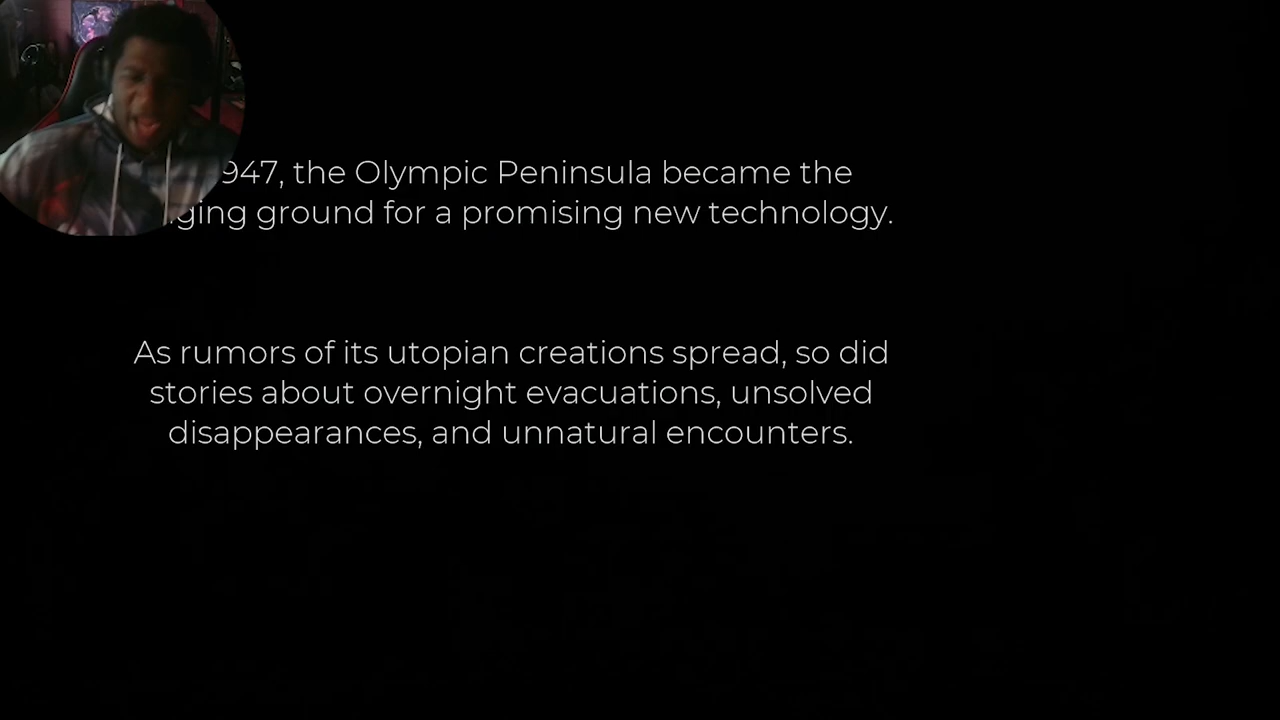 947, the Olympic Peninsula became the
ging ground for a promising new technology.
As rumors of its utopian creations spread, so did
stories about overnight evacuations, unsolved
disappearances, and unnatural encounters.